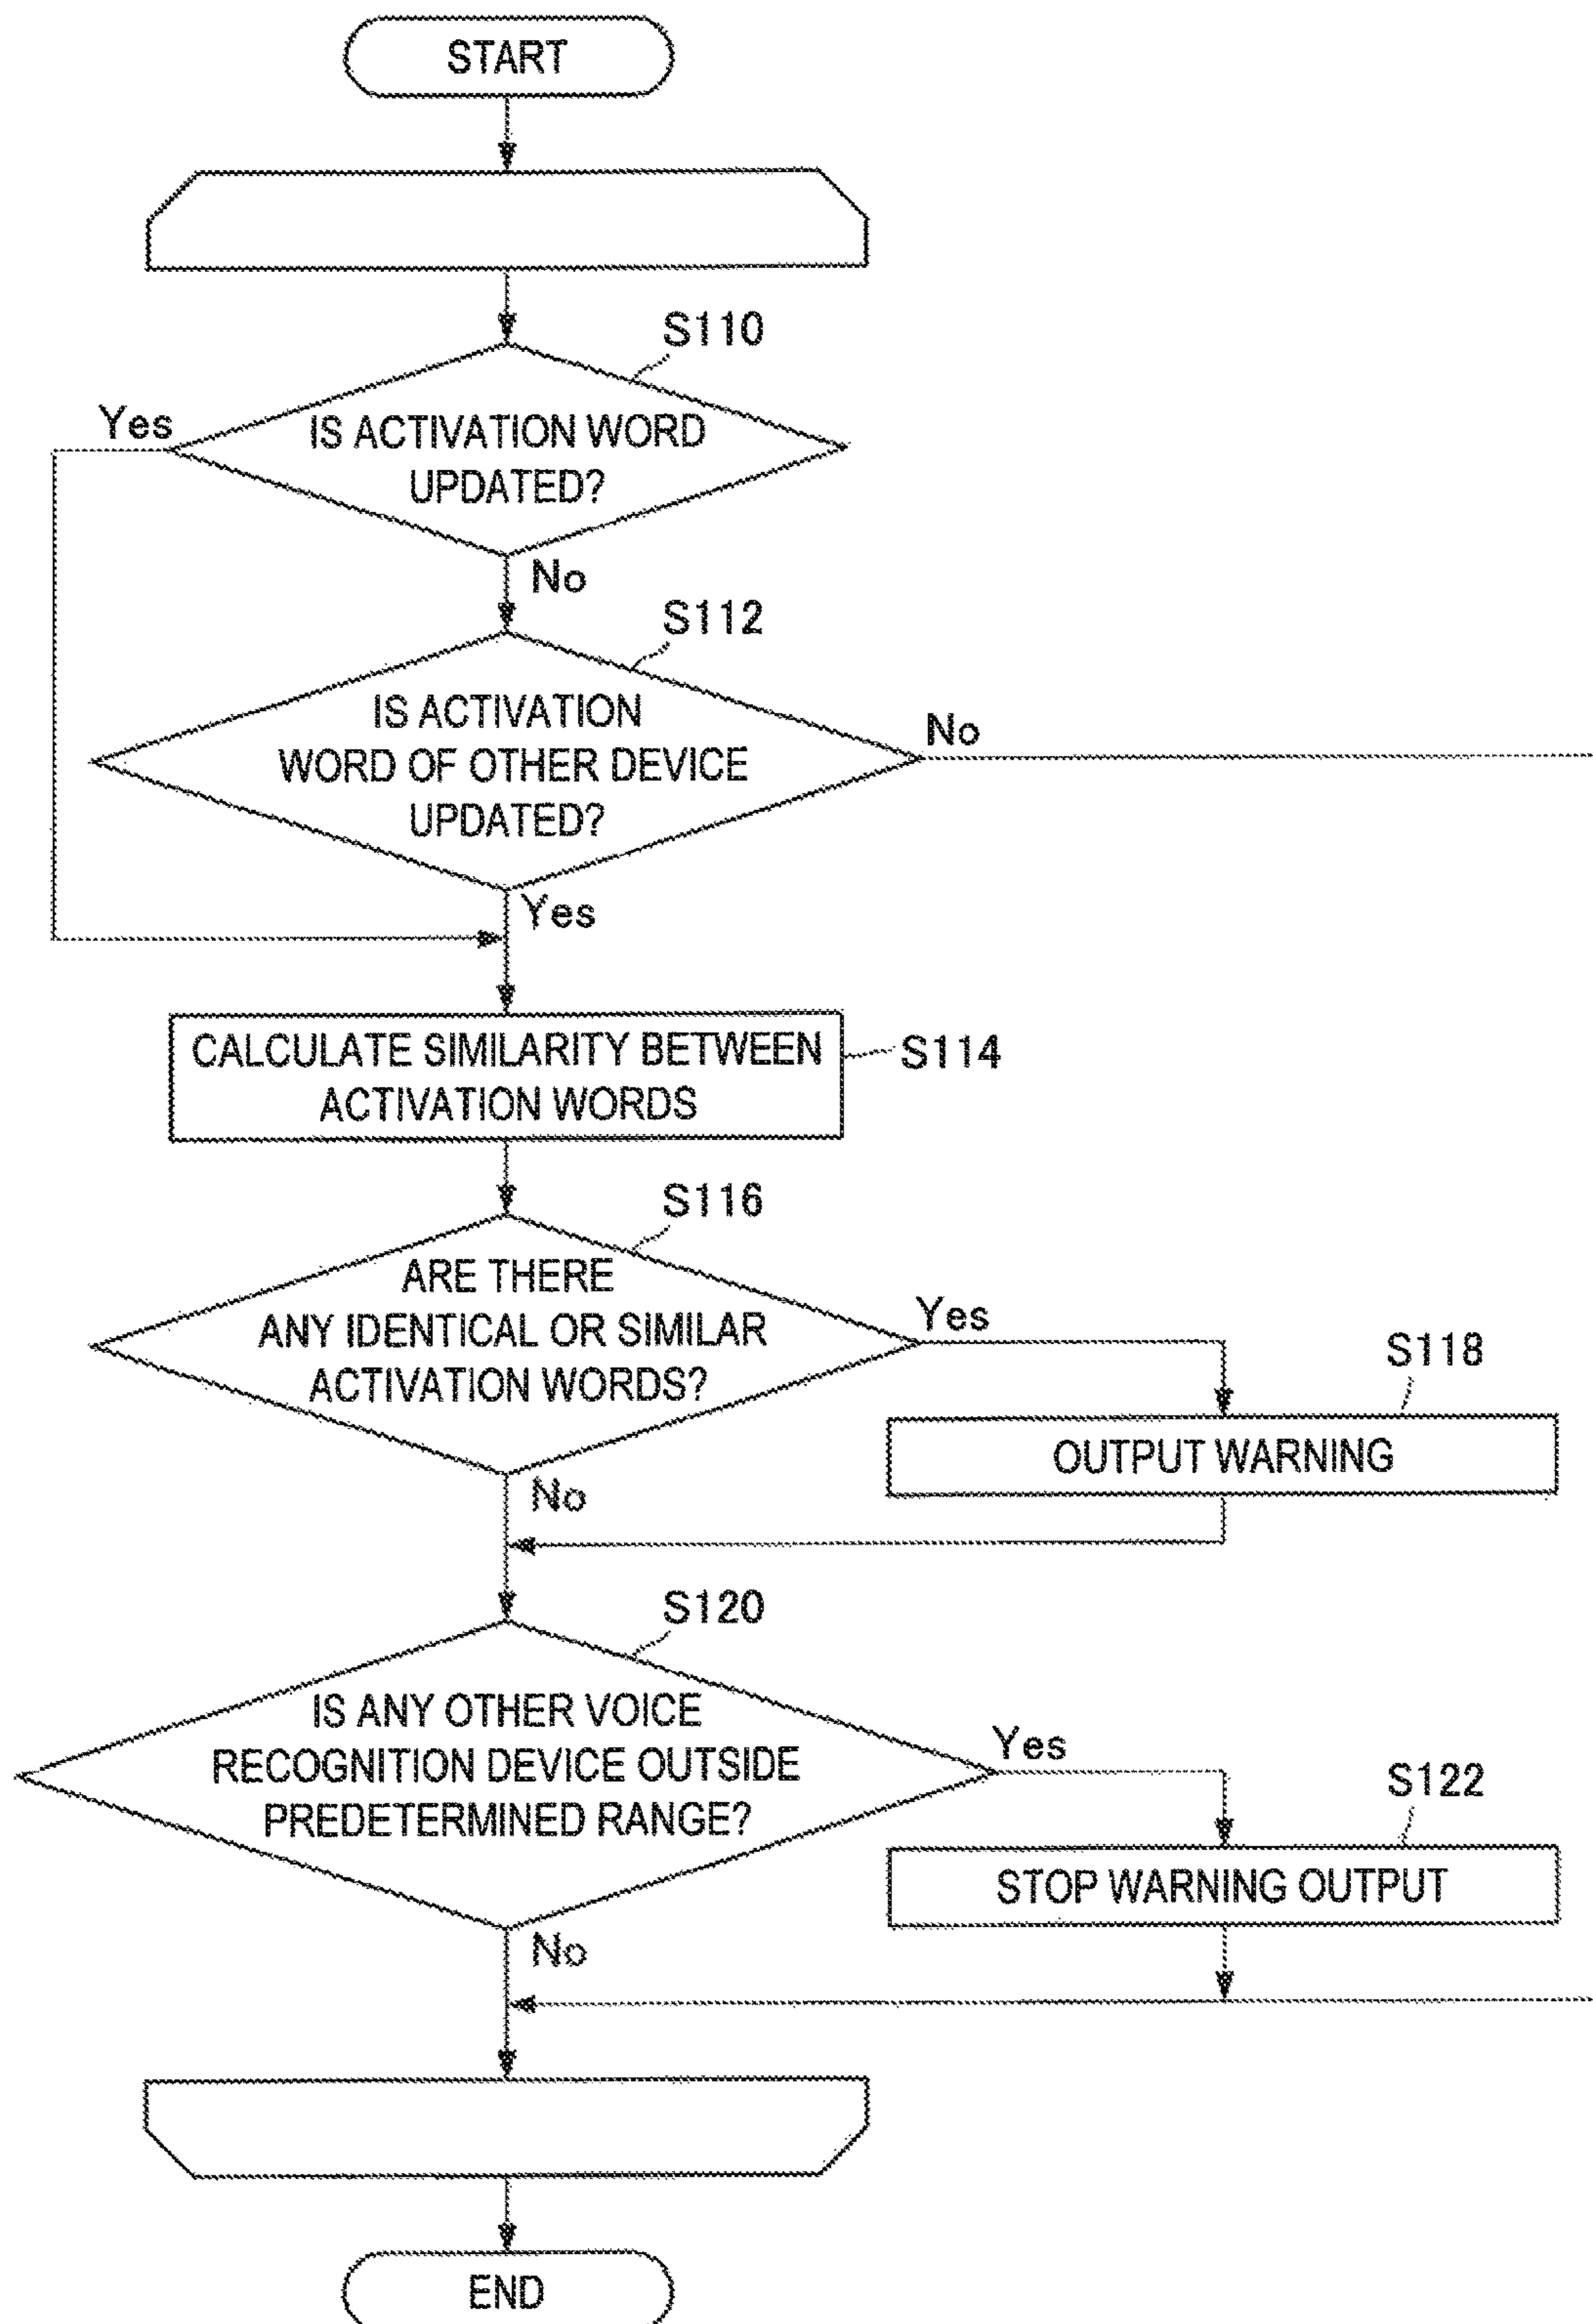 START
S110
Yes
IS ACTIVATION WORD
UPDATED?
No
S112
IS ACTIVATION
WORD OF OTHER DEVICE
UPDATED?
No
Yes
CALCULATE SIMILARITY BETWEEN
ACTIVATION WORDS
S114
S116
ARE THERE
ANY IDENTICAL OR SIMILAR
ACTIVATION WORDS?
Yes
S118
OUTPUT WARNING
No
S120
IS ANY OTHER VOICE
RECOGNITION DEVICE OUTSIDE
PREDETERMINED RANGE?
Yes
S122
STOP WARNING OUTPUT
No
END